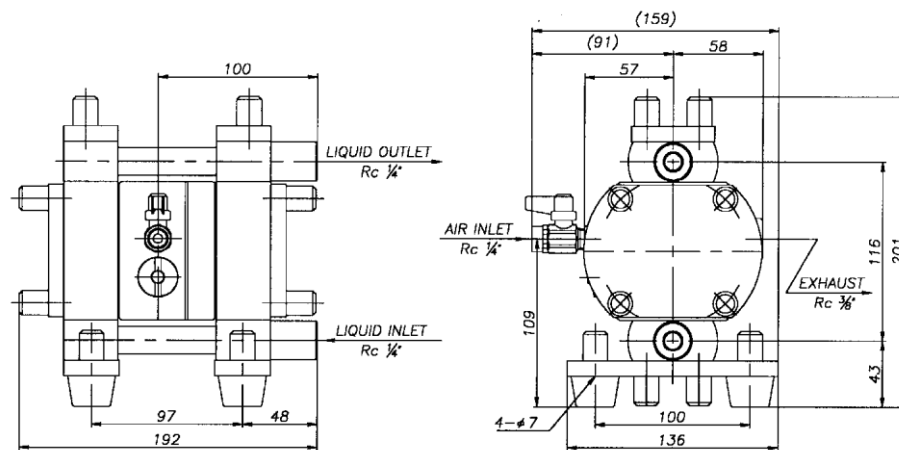 100
LIQUID OUTLET
Rc ¼"
LIQUID INLET
Rc ¼"
97
48
192
(159)
(91)
58
57
AIR INLET
Rc ¼"
109
EXHAUST
Rc ⅜"
116
201
43
4-φ7
100
136